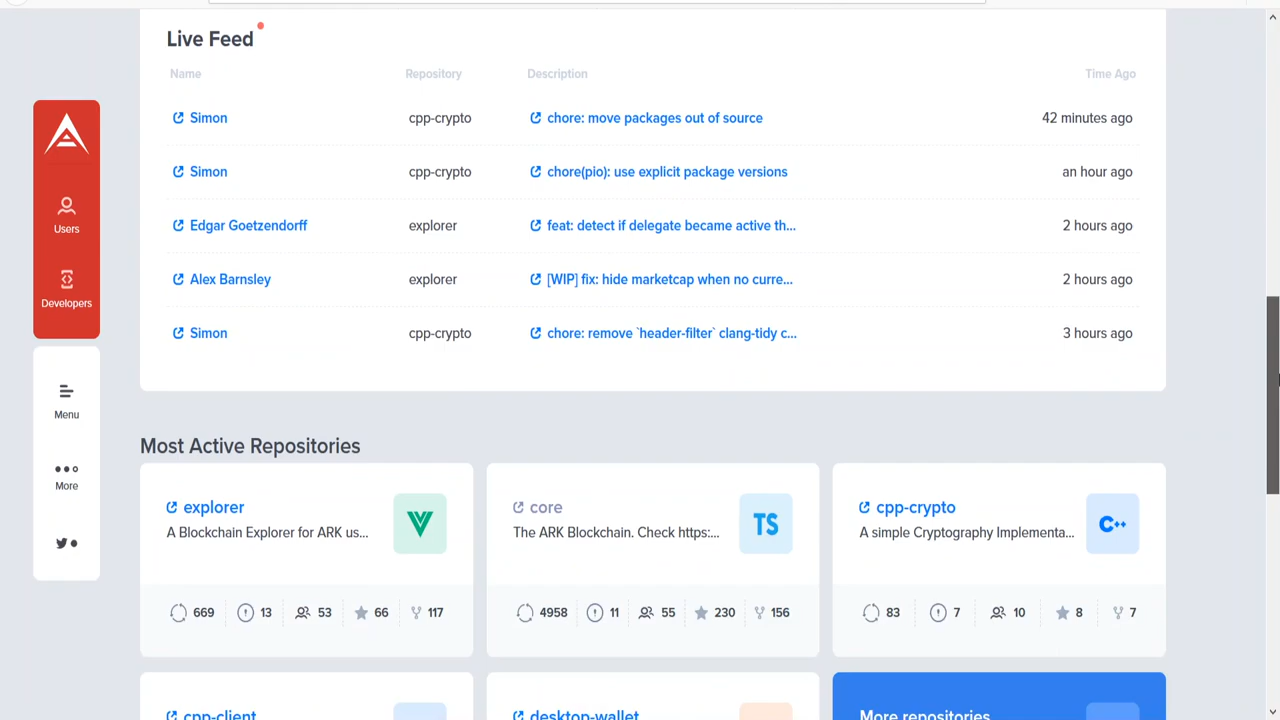 Live Feed
Name Repository Description Time Ago
Simon cpp-crypto chore: move packages out of source 42 minutes ago
Simon cpp-crypto chore(pio): use explicit package versions an hour ago
Edgar Goetzendorff explorer feat: detect if delegate became active th... 2 hours ago
Alex Barnsley explorer [WIP] fix: hide marketcap when no curre... 2 hours ago
Simon cpp-crypto chore: remove `header-filter` clang-tidy c... 3 hours ago
Users
Developers
Menu
More
Most Active Repositories
explorer
A Blockchain Explorer for ARK us...
669 13 53 66 117
core
The ARK Blockchain. Check https:...
TS
4958 11 55 230 156
cpp-crypto
A simple Cryptography Implementa...
C++
83 7 10 8 7
cpp-client
desktop-wallet
More repositories